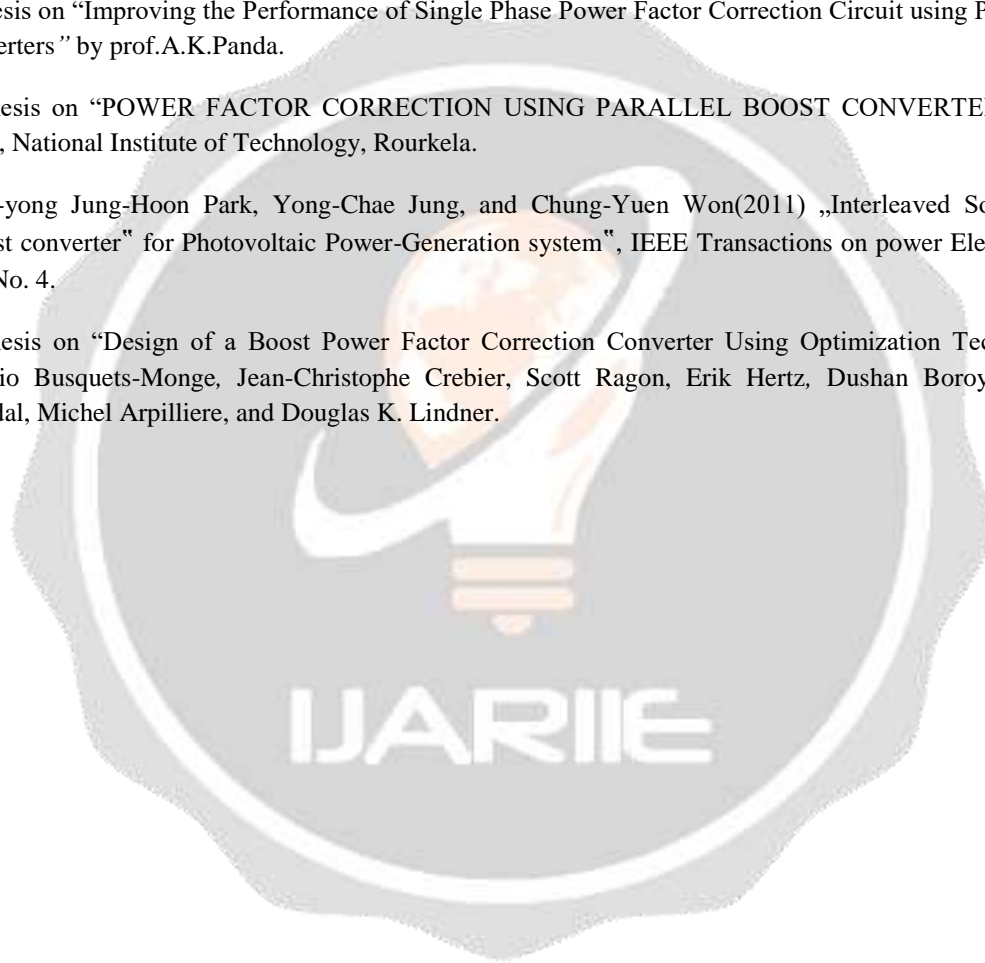 esis on “Improving the Performance of Single Phase Power Factor Correction Circuit using P
erters” by prof.A.K.Panda.
esis on “POWER FACTOR CORRECTION USING PARALLEL BOOST CONVERTE
, National Institute of Technology, Rourkela.
-yong Jung-Hoon Park, Yong-Chae Jung, and Chung-Yuen Won(2011) „Interleaved So
st converter‟ for Photovoltaic Power-Generation system‟, IEEE Transactions on power Ele
No. 4.
esis on “Design of a Boost Power Factor Correction Converter Using Optimization Tec
io Busquets-Monge, Jean-Christophe Crebier, Scott Ragon, Erik Hertz, Dushan Boroy
dal, Michel Arpilliere, and Douglas K. Lindner.
IJARIIE